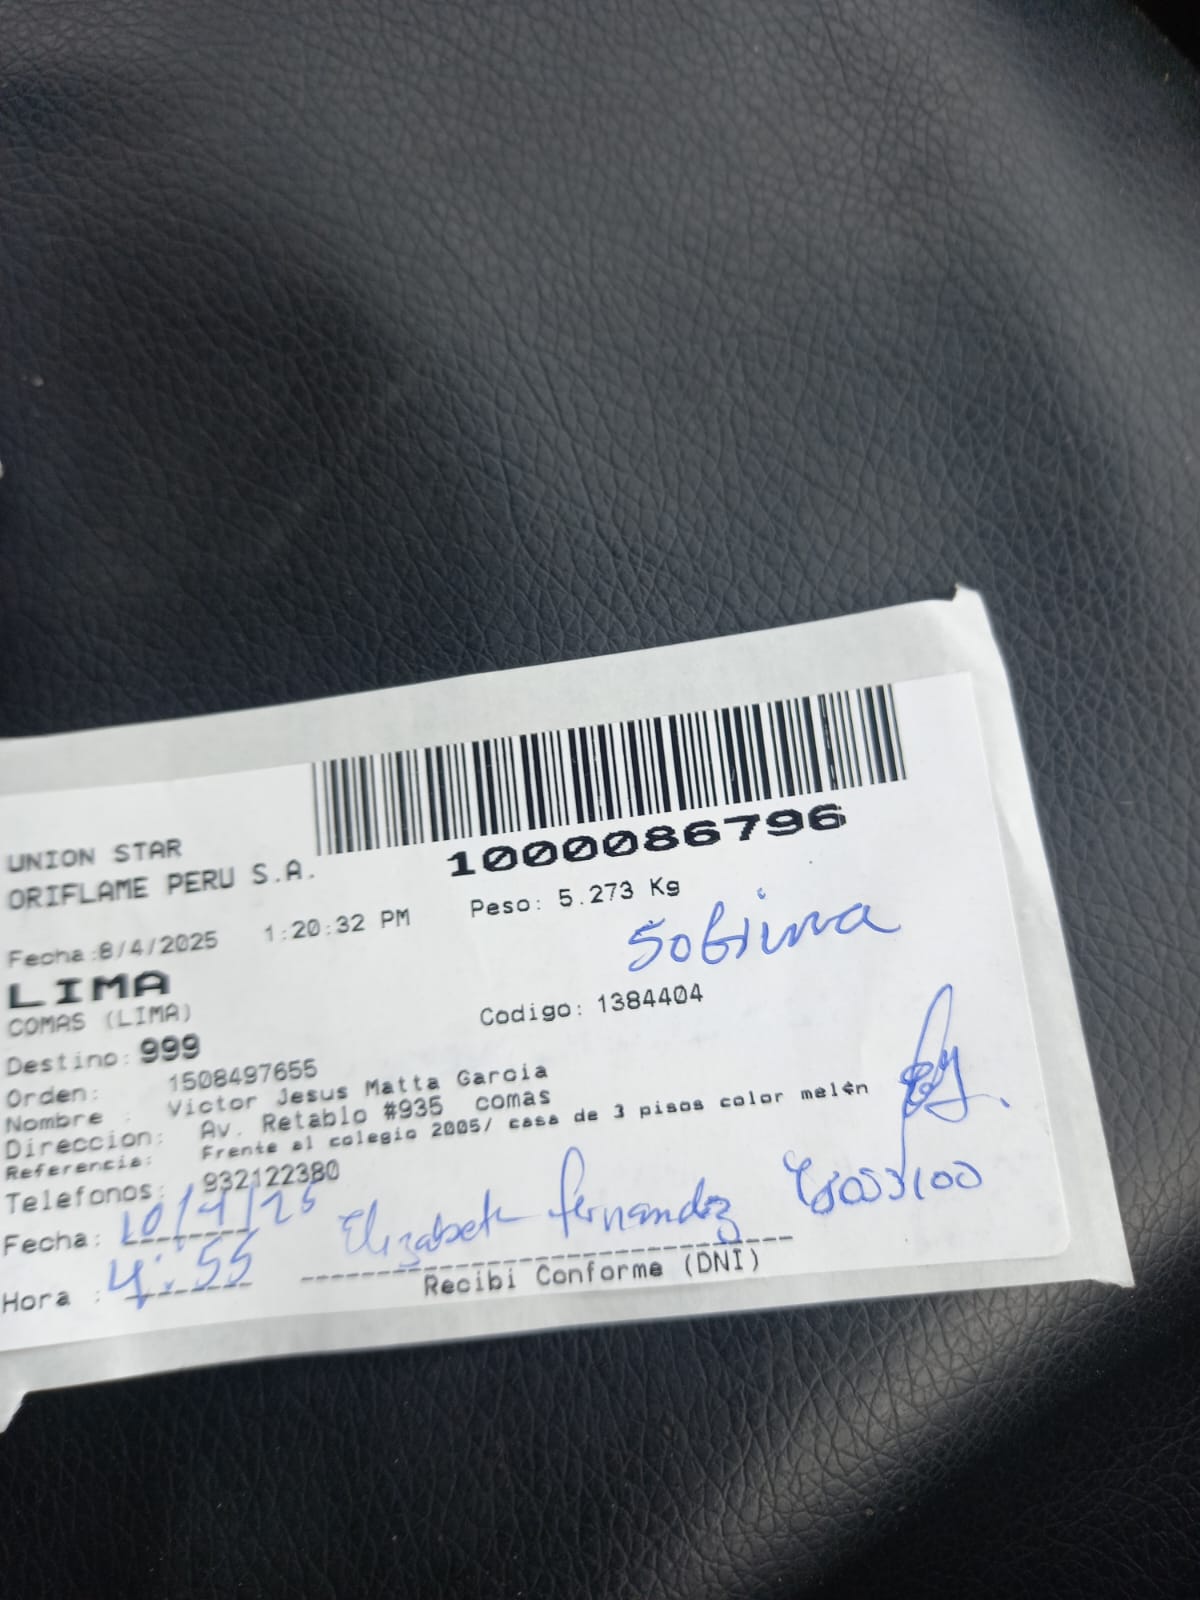 UNION STAR
ORIFLAME PERU S.A.
1000086796
Fecha:8/4/2025 1:20:32 PM Peso: 5.273 Kg
Sobrina
LIMA
COMAS (LIMA)
Codigo: 1384404
Destino: 999
Orden: 1508497655
Nombre : Victor Jesus Matta Garcia
Direccion: Av. Retablo #935 comas
Referencia: Frente al colegio 2005/ casa de 3 pisos color melón
Telefonos: 932122380
Fecha: 10/4/25
Elizabeth Fernandez
Hora : 4:55
Recibi Conforme (DNI)